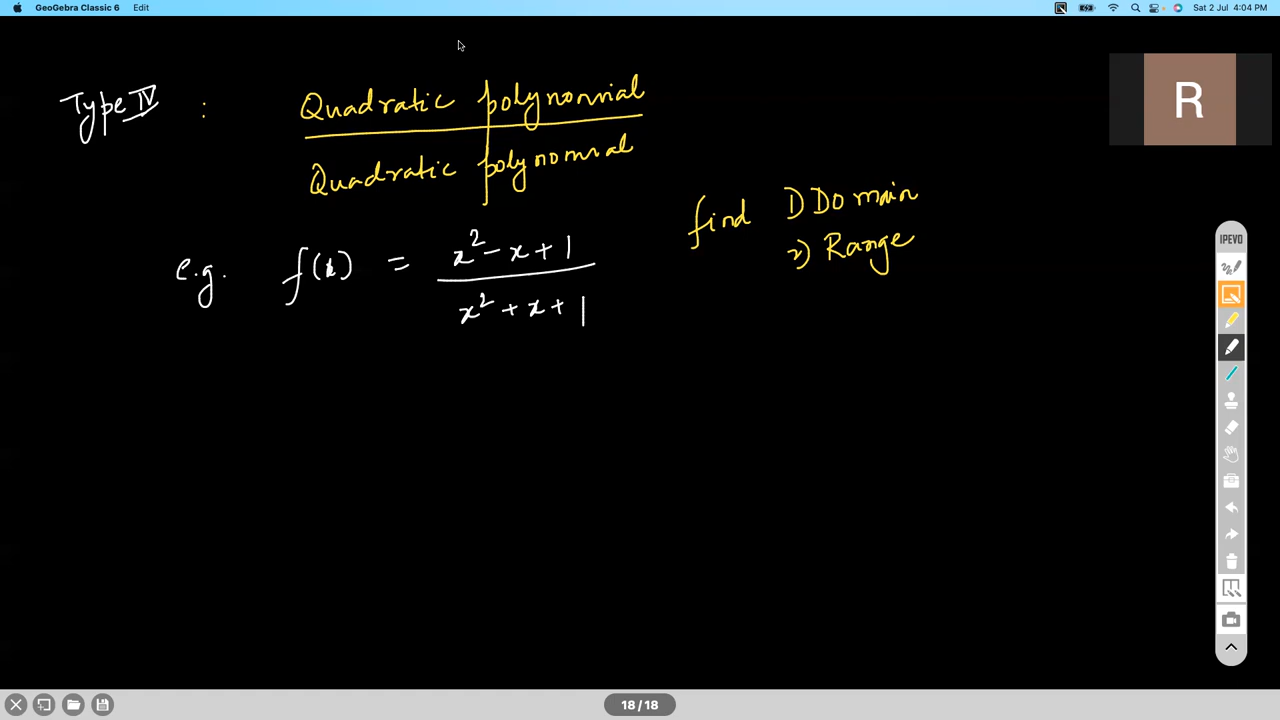 GeoGebra Classic 6 Edit Sat 2 Jul 4:04 PM
Type IV : Quadratic polynomial
Quadratic polynomial
R
find 1) Domain
2) Range
e.g. f(x) = x² - x + 1
x² + x + 1
IPEVO
18 / 18